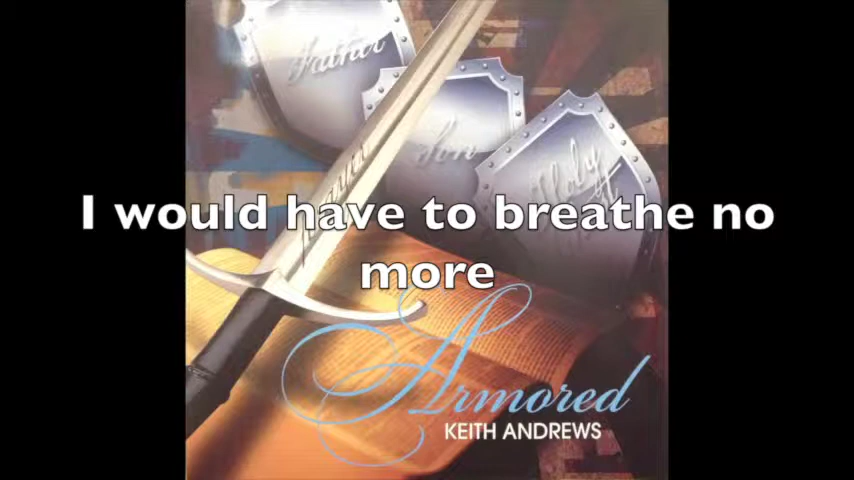 Father
Son
Holy
I would have to breathe no
more
Armored
KEITH ANDREWS